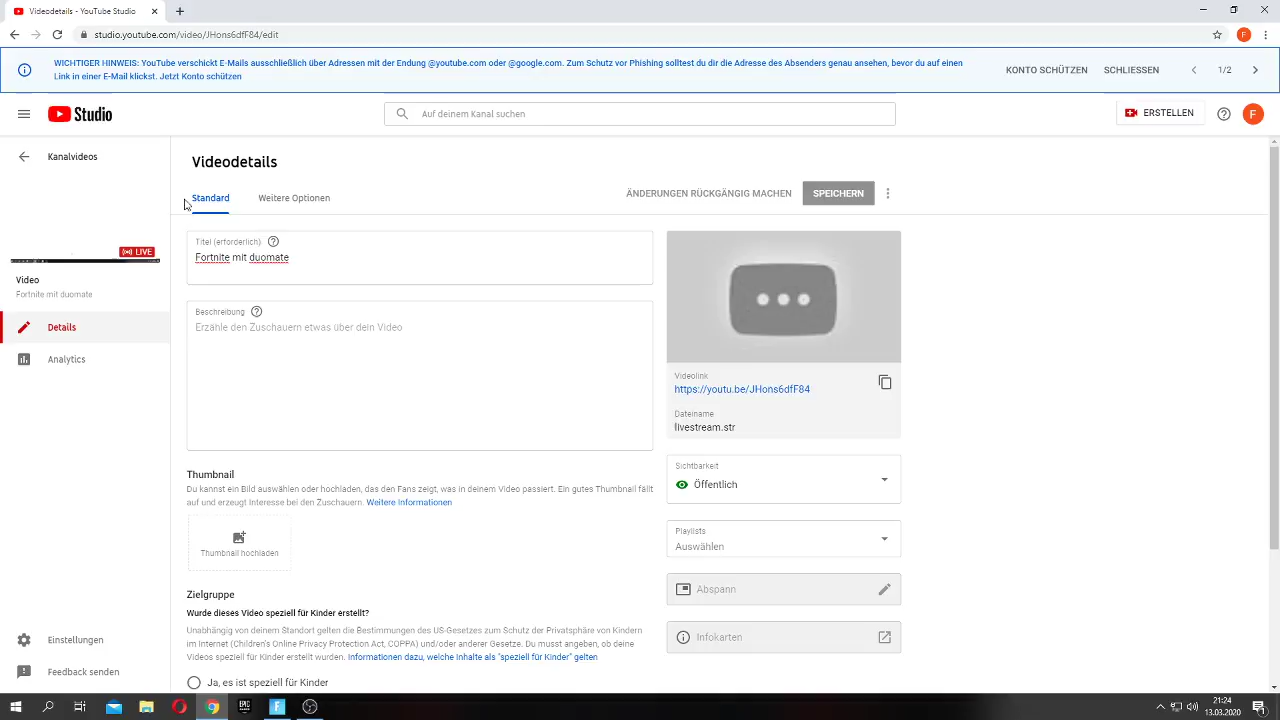 Videodetails - YouTube Studio
studio.youtube.com/video/JHons6dfF84/edit
F
WICHTIGER HINWEIS: YouTube verschickt E-Mails ausschließlich über Adressen mit der Endung @youtube.com oder @google.com. Zum Schutz vor Phishing solltest du dir die Adresse des Absenders genau ansehen, bevor du auf einen
Link in einer E-Mail klickst. Jetzt Konto schützen
KONTO SCHÜTZEN
SCHLIESSEN
1/2
Studio
Auf deinem Kanal suchen
ERSTELLEN
F
Kanalvideos
Videodetails
Standard
Weitere Optionen
ÄNDERUNGEN RÜCKGÄNGIG MACHEN
SPEICHERN
LIVE
Video
Fortnite mit duomate
Details
Analytics
Einstellungen
Feedback senden
Titel (erforderlich)
Fortnite mit duomate
Beschreibung
Erzähle den Zuschauern etwas über dein Video
Thumbnail
Du kannst ein Bild auswählen oder hochladen, das den Fans zeigt, was in deinem Video passiert. Ein gutes Thumbnail fällt
auf und erzeugt Interesse bei den Zuschauern. Weitere Informationen
Thumbnail hochladen
Zielgruppe
Wurde dieses Video speziell für Kinder erstellt?
Unabhängig von deinem Standort gelten die Bestimmungen des US-Gesetzes zum Schutz der Privatsphäre von Kindern
im Internet (Children's Online Privacy Protection Act, COPPA) und/oder anderer Gesetze. Du musst angeben, ob deine
Videos speziell für Kinder erstellt wurden. Informationen dazu, welche Inhalte als "speziell für Kinder" gelten
Ja, es ist speziell für Kinder
Videolink
https://youtu.be/JHons6dfF84
Dateiname
livestream.str
Sichtbarkeit
Öffentlich
Playlists
Auswählen
Abspann
Infokarten
EPIC
F
21:24
13.03.2020
1